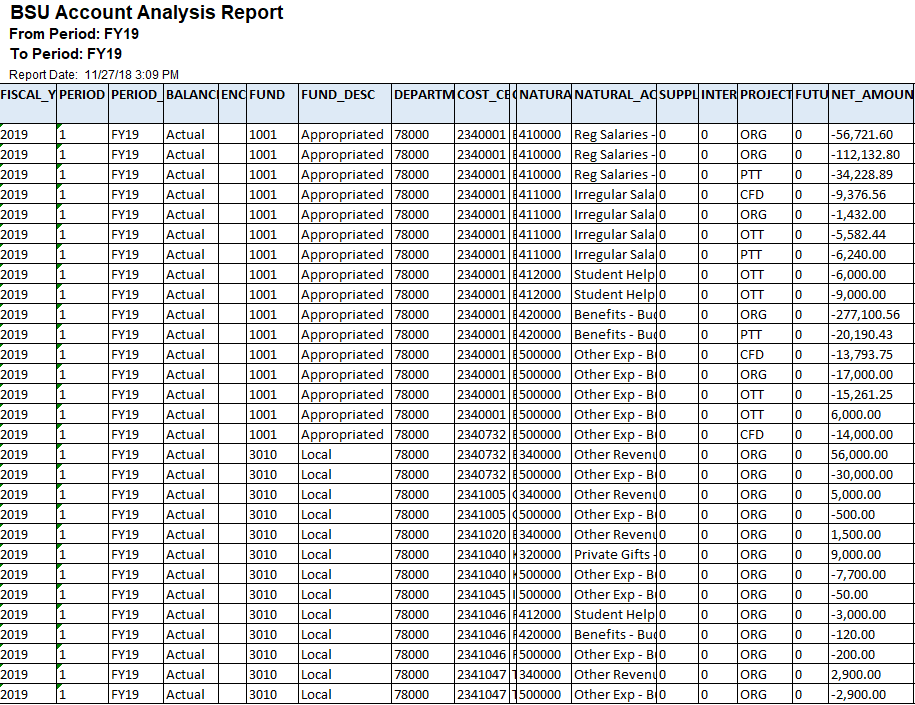 BSU Account Analysis Report
From Period: FY19
To Period: FY19
Report Date: 11/27/18 3:09 PM
FISCAL_Y PERIOD PERIOD_ BALANC ENC FUND FUND_DESC DEPARTM COST_CE NATURA NATURAL_AC SUPPL INTER PROJECT FUTU NET_AMOUN
2019 1 FY19 Actual 1001 Appropriated 78000 2340001 E 410000 Reg Salaries - 0 0 ORG 0 -56,721.60
2019 1 FY19 Actual 1001 Appropriated 78000 2340001 E 410000 Reg Salaries - 0 0 ORG 0 -112,132.80
2019 1 FY19 Actual 1001 Appropriated 78000 2340001 E 410000 Reg Salaries - 0 0 PTT 0 -34,228.89
2019 1 FY19 Actual 1001 Appropriated 78000 2340001 E 411000 Irregular Sala 0 0 CFD 0 -9,376.56
2019 1 FY19 Actual 1001 Appropriated 78000 2340001 E 411000 Irregular Sala 0 0 ORG 0 -1,432.00
2019 1 FY19 Actual 1001 Appropriated 78000 2340001 E 411000 Irregular Sala 0 0 OTT 0 -5,582.44
2019 1 FY19 Actual 1001 Appropriated 78000 2340001 E 411000 Irregular Sala 0 0 PTT 0 -6,240.00
2019 1 FY19 Actual 1001 Appropriated 78000 2340001 E 412000 Student Help 0 0 OTT 0 -6,000.00
2019 1 FY19 Actual 1001 Appropriated 78000 2340001 E 412000 Student Help 0 0 OTT 0 -9,000.00
2019 1 FY19 Actual 1001 Appropriated 78000 2340001 E 420000 Benefits - Bud 0 0 ORG 0 -277,100.56
2019 1 FY19 Actual 1001 Appropriated 78000 2340001 E 420000 Benefits - Bud 0 0 PTT 0 -20,190.43
2019 1 FY19 Actual 1001 Appropriated 78000 2340001 E 500000 Other Exp - Bu 0 0 CFD 0 -13,793.75
2019 1 FY19 Actual 1001 Appropriated 78000 2340001 E 500000 Other Exp - Bu 0 0 ORG 0 -17,000.00
2019 1 FY19 Actual 1001 Appropriated 78000 2340001 E 500000 Other Exp - Bu 0 0 OTT 0 -15,261.25
2019 1 FY19 Actual 1001 Appropriated 78000 2340001 E 500000 Other Exp - Bu 0 0 OTT 0 6,000.00
2019 1 FY19 Actual 1001 Appropriated 78000 2340732 E 500000 Other Exp - Bu 0 0 CFD 0 -14,000.00
2019 1 FY19 Actual 3010 Local 78000 2340732 E 340000 Other Revenu 0 0 ORG 0 56,000.00
2019 1 FY19 Actual 3010 Local 78000 2340732 E 500000 Other Exp - Bu 0 0 ORG 0 -30,000.00
2019 1 FY19 Actual 3010 Local 78000 2341005 340000 Other Revenu 0 0 ORG 0 5,000.00
2019 1 FY19 Actual 3010 Local 78000 2341005 500000 Other Exp - Bu 0 0 ORG 0 -500.00
2019 1 FY19 Actual 3010 Local 78000 2341020 E 340000 Other Revenu 0 0 ORG 0 1,500.00
2019 1 FY19 Actual 3010 Local 78000 2341040 320000 Private Gifts - 0 0 ORG 0 9,000.00
2019 1 FY19 Actual 3010 Local 78000 2341040 500000 Other Exp - Bu 0 0 ORG 0 -7,700.00
2019 1 FY19 Actual 3010 Local 78000 2341045 500000 Other Exp - Bu 0 0 ORG 0 -50.00
2019 1 FY19 Actual 3010 Local 78000 2341046 412000 Student Help 0 0 ORG 0 -3,000.00
2019 1 FY19 Actual 3010 Local 78000 2341046 420000 Benefits - Bud 0 0 ORG 0 -120.00
2019 1 FY19 Actual 3010 Local 78000 2341046 500000 Other Exp - Bu 0 0 ORG 0 -200.00
2019 1 FY19 Actual 3010 Local 78000 2341047 340000 Other Revenu 0 0 ORG 0 2,900.00
2019 1 FY19 Actual 3010 Local 78000 2341047 500000 Other Exp - Bu 0 0 ORG 0 -2,900.00